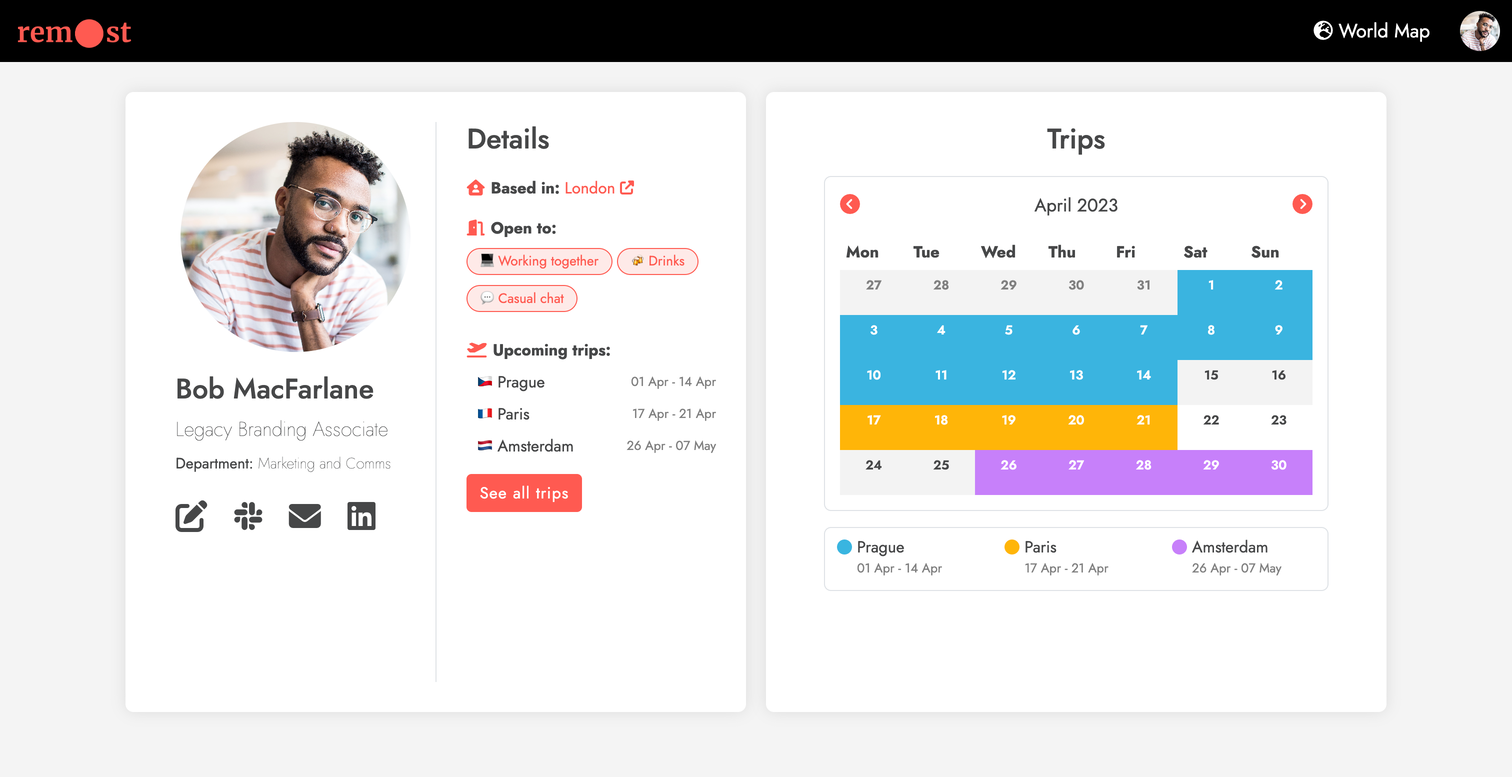 rem st
World Map
Bob MacFarlane
Legacy Branding Associate
Department: Marketing and Comms
Details
Based in: London
Open to:
Working together
Drinks
Casual chat
Upcoming trips:
Prague 01 Apr - 14 Apr
Paris 17 Apr - 21 Apr
Amsterdam 26 Apr - 07 May
See all trips
Trips
April 2023
Mon Tue Wed Thu Fri Sat Sun
27 28 29 30 31 1 2
3 4 5 6 7 8 9
10 11 12 13 14 15 16
17 18 19 20 21 22 23
24 25 26 27 28 29 30
Prague Paris Amsterdam
01 Apr - 14 Apr 17 Apr - 21 Apr 26 Apr - 07 May